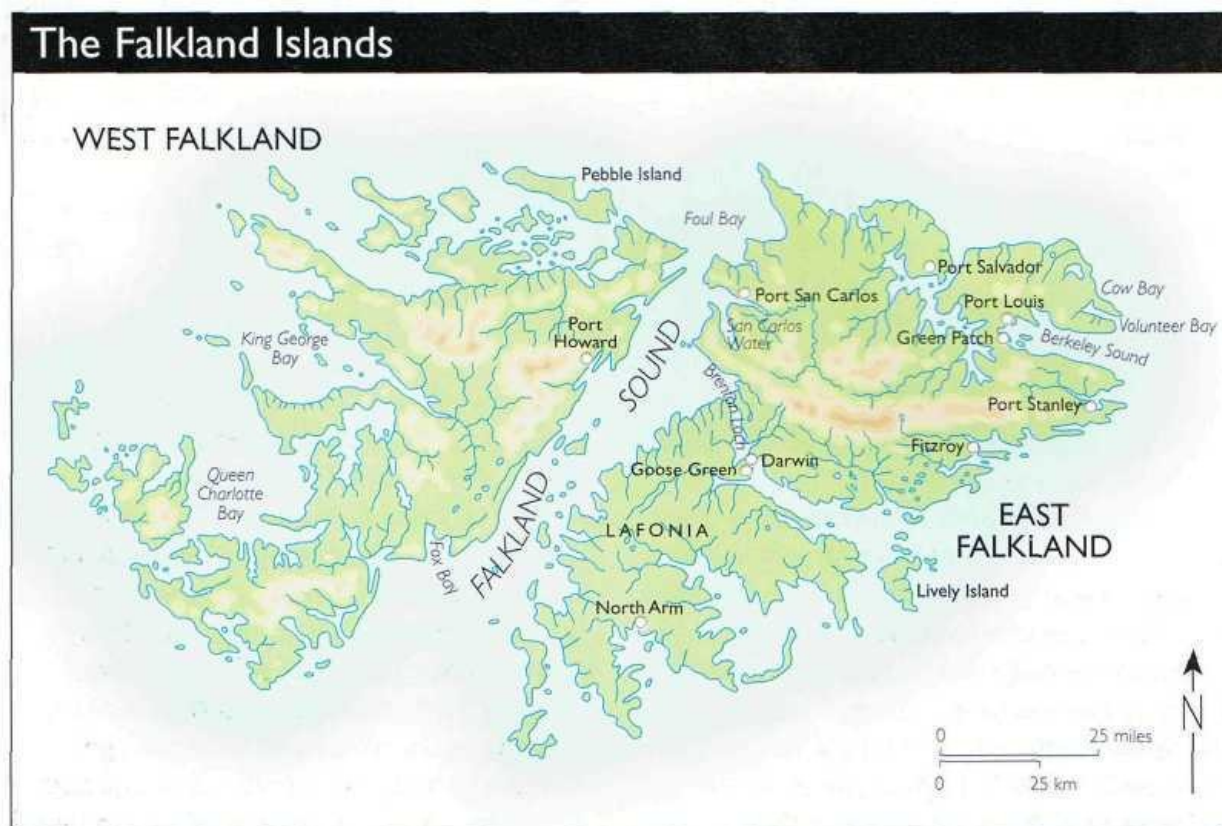 The Falkland Islands
WEST FALKLAND
Pebble Island
Foul Bay
Port Salvador
Cow Bay
Port San Carlos
Port Louis
Volunteer Bay
San Carlos
Water
Green Patch
Berkeley Sound
King George
Bay
Port
Howard
FALKLAND SOUND
Brenton Loch
Port Stanley
Fitzroy
Darwin
Goose Green
Queen
Charlotte
Bay
LAFONIA
EAST
FALKLAND
Fox Bay
Lively Island
North Arm
N
0 25 miles
0 25 km